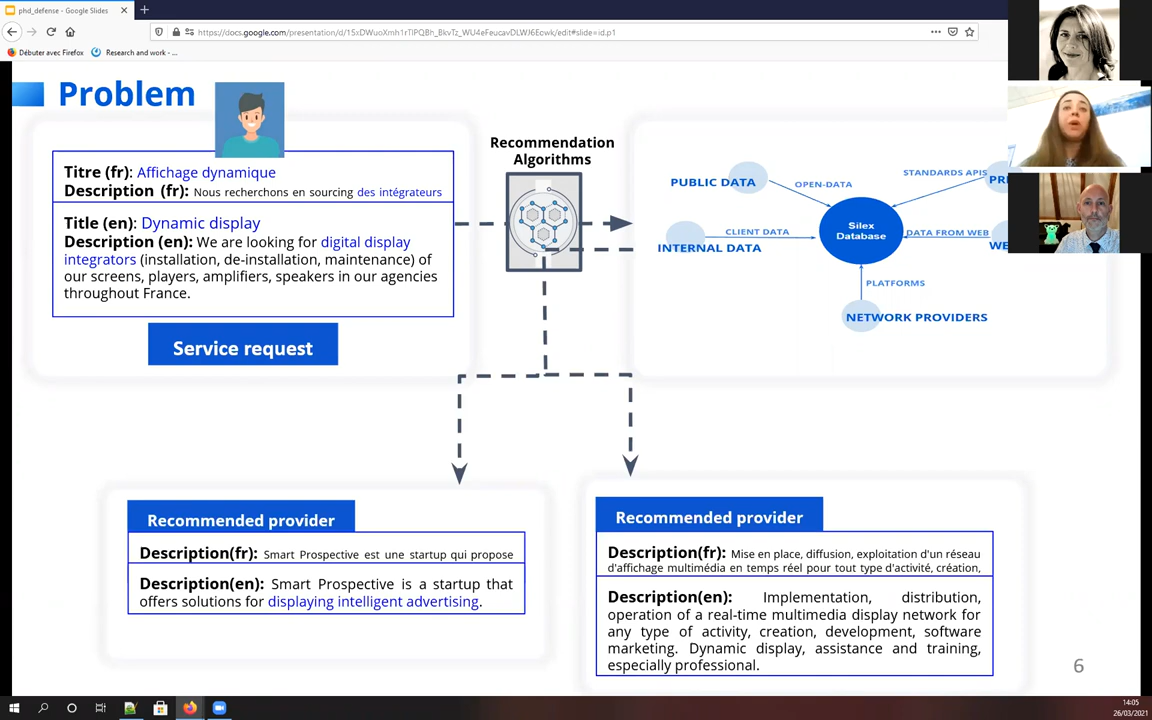 phd_defense - Google Slides
https://docs.google.com/presentation/d/15xDWuoXmh1rTlPQBh_BkvTz_WU4eFeucavDLWJ6Ecwk/edit#slide=id.p1
Débuter avec Firefox
Research and work - ...
Problem
Titre (fr): Affichage dynamique
Description (fr): Nous recherchons en sourcing des intégrateurs
Title (en): Dynamic display
Description (en): We are looking for digital display
integrators (installation, de-installation, maintenance) of
our screens, players, amplifiers, speakers in our agencies
throughout France.
Service request
Recommendation
Algorithms
PUBLIC DATA
OPEN-DATA
STANDARDS APIS
PRI
INTERNAL DATA
CLIENT DATA
Silex
Database
DATA FROM WEB
WE
PLATFORMS
NETWORK PROVIDERS
Recommended provider
Description(fr): Smart Prospective est une startup qui propose
Description(en): Smart Prospective is a startup that
offers solutions for displaying intelligent advertising.
Recommended provider
Description(fr): Mise en place, diffusion, exploitation d'un réseau
d'affichage multimédia en temps réel pour tout type d'activité, création,
Description(en): Implementation, distribution,
operation of a real-time multimedia display network for
any type of activity, creation, development, software
marketing. Dynamic display, assistance and training,
especially professional.
6
14:05
26/03/2021